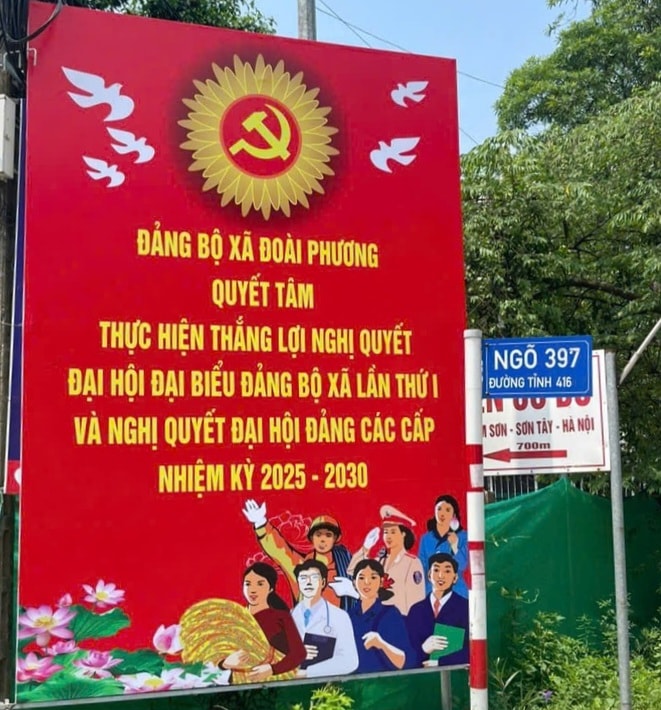 ĐẢNG BỘ XÃ ĐOÀI PHƯƠNG
QUYẾT TÂM
THỰC HIỆN THẮNG LỢI NGHỊ QUYẾT
ĐẠI HỘI ĐẠI BIỂU ĐẢNG BỘ XÃ LẦN THỨ I
VÀ NGHỊ QUYẾT ĐẠI HỘI ĐẢNG CÁC CẤP
NHIỆM KỲ 2025 - 2030
NGÕ 397
ĐƯỜNG TỈNH 416
SƠN - SƠN TÂY - HÀ NỘI
700m